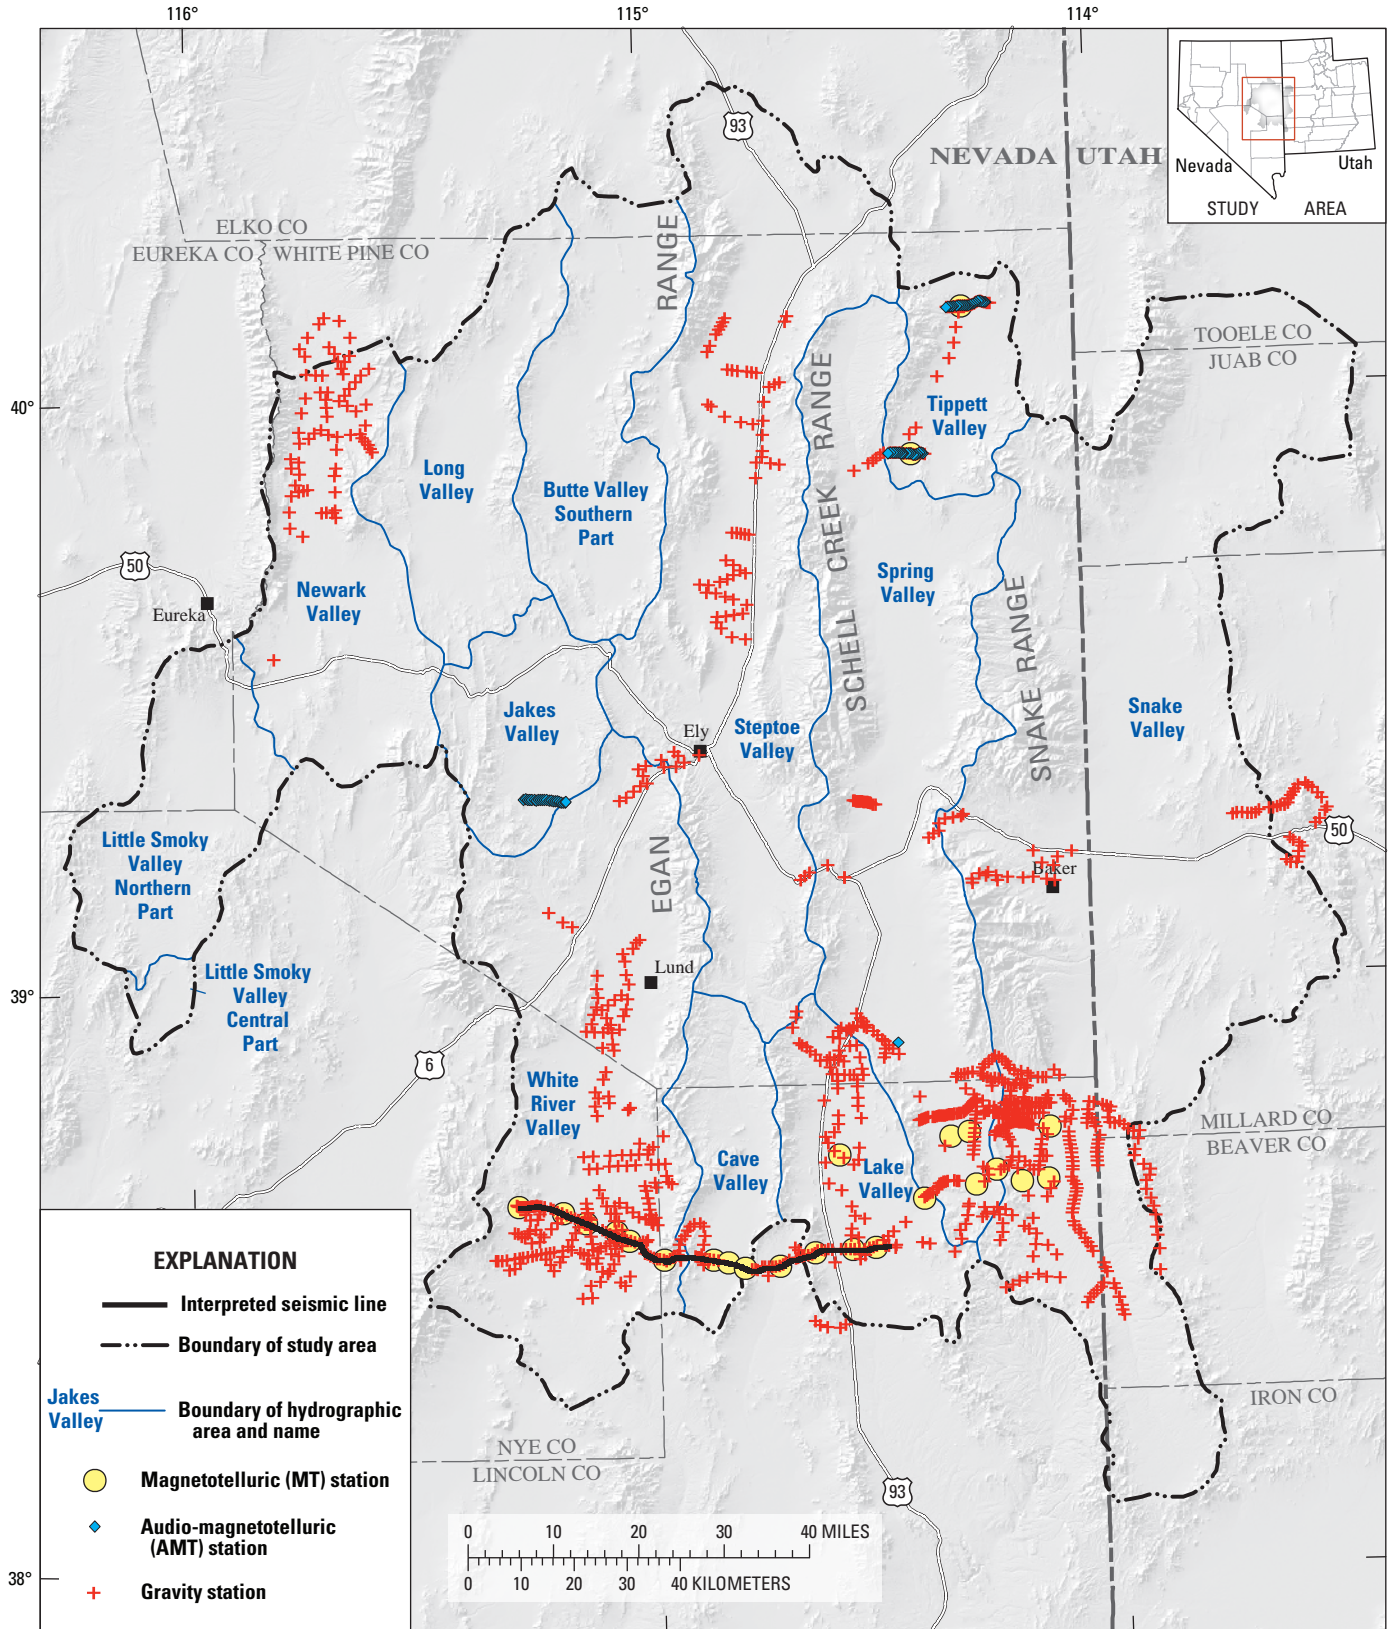 116°
115°
114°
93
NEVADA
UTAH
Nevada
Utah
STUDY AREA
ELKO CO
EUREKA CO
WHITE PINE CO
RANGE
TOOELE CO
JUAB CO
40°
Tippett
Valley
Long
Valley
Butte Valley
Southern
Part
SCHELL CREEK RANGE
50
Eureka
Newark
Valley
Spring
Valley
SNAKE RANGE
Jakes
Valley
Ely
Steptoe
Valley
Snake
Valley
50
Little Smoky
Valley
Northern
Part
EGAN
Baker
Lund
39°
Little Smoky
Valley
Central
Part
6
White
River
Valley
MILLARD CO
BEAVER CO
Cave
Valley
Lake
Valley
EXPLANATION
Interpreted seismic line
Boundary of study area
Jakes
Valley
Boundary of hydrographic
area and name
Magnetotelluric (MT) station
Audio-magnetotelluric
(AMT) station
Gravity station
IRON CO
NYE CO
LINCOLN CO
93
0 10 20 30 40 MILES
0 10 20 30 40 KILOMETERS
38°